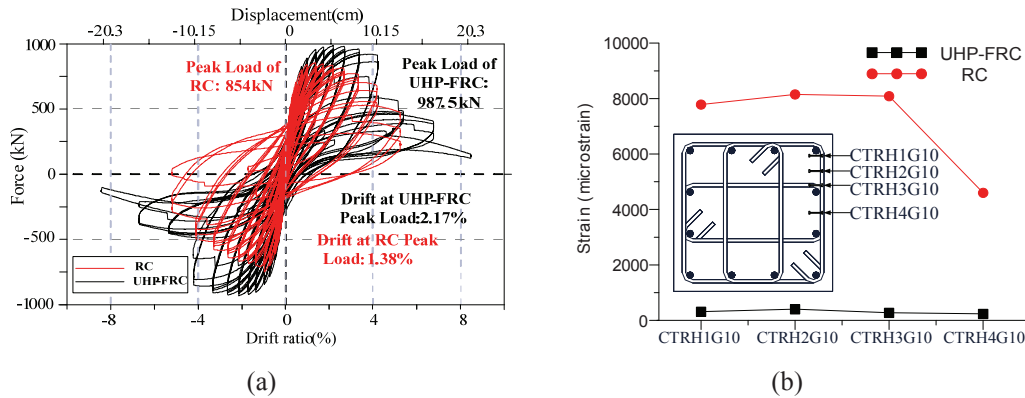 (a)
Displacement(cm)
-20.3 -10.15 0 10.15 20.3
1000
500
0
-500
-1000
Force (kN)
Peak Load of
RC: 854kN
Peak Load of
UHP-FRC:
987.5kN
Drift at UHP-FRC
Peak Load:2.17%
Drift at RC Peak
Load:1.38%
RC
UHP-FRC
-8 -4 0 4 8
Drift ratio(%)
(a)
10000
8000
6000
4000
2000
0
Strain (microstrain)
UHP-FRC
RC
CTRH1G10
CTRH2G10
CTRH3G10
CTRH4G10
CTRH1G10 CTRH2G10 CTRH3G10 CTRH4G10
(b)